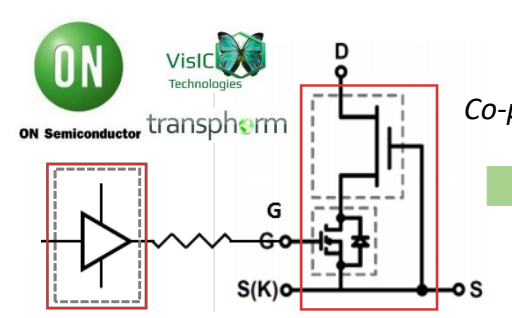 ON
ON Semiconductor
VisIC
Technologies
transphorm
D
Co-p
G
G
S(K)
S